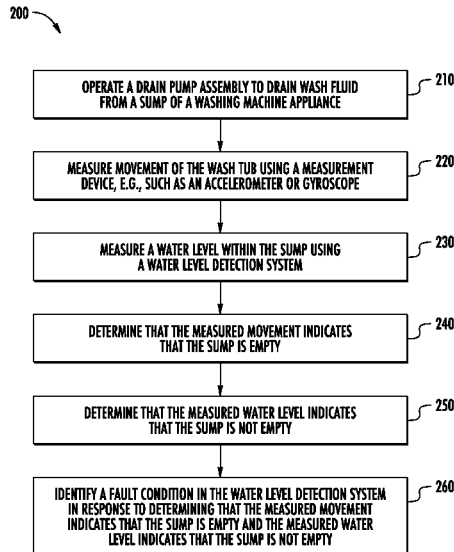 200
OPERATE A DRAIN PUMP ASSEMBLY TO DRAIN WASH FLUID
FROM A SUMP OF A WASHING MACHINE APPLIANCE
210
MEASURE MOVEMENT OF THE WASH TUB USING A MEASUREMENT
DEVICE, E.G., SUCH AS AN ACCELEROMETER OR GYROSCOPE
220
MEASURE A WATER LEVEL WITHIN THE SUMP USING
A WATER LEVEL DETECTION SYSTEM
230
DETERMINE THAT THE MEASURED MOVEMENT INDICATES
THAT THE SUMP IS EMPTY
240
DETERMINE THAT THE MEASURED WATER LEVEL INDICATES
THAT THE SUMP IS NOT EMPTY
250
IDENTIFY A FAULT CONDITION IN THE WATER LEVEL DETECTION SYSTEM
IN RESPONSE TO DETERMINING THAT THE MEASURED MOVEMENT
INDICATES THAT THE SUMP IS EMPTY AND THE MEASURED WATER
LEVEL INDICATES THAT THE SUMP IS NOT EMPTY
260